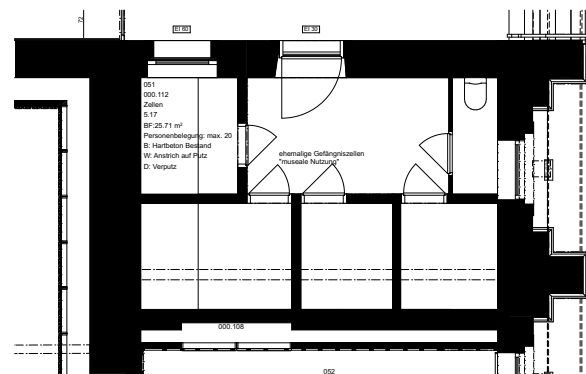 72
EI 60
EI 30
051
000.112
Zellen
5.17
BF:25.71 m²
Personenbelegung: max. 20
B: Hartbeton Bestand
W: Anstrich auf Putz
D: Verputz
ehemalige Gefängniszellen
"museale Nutzung"
000.108
052